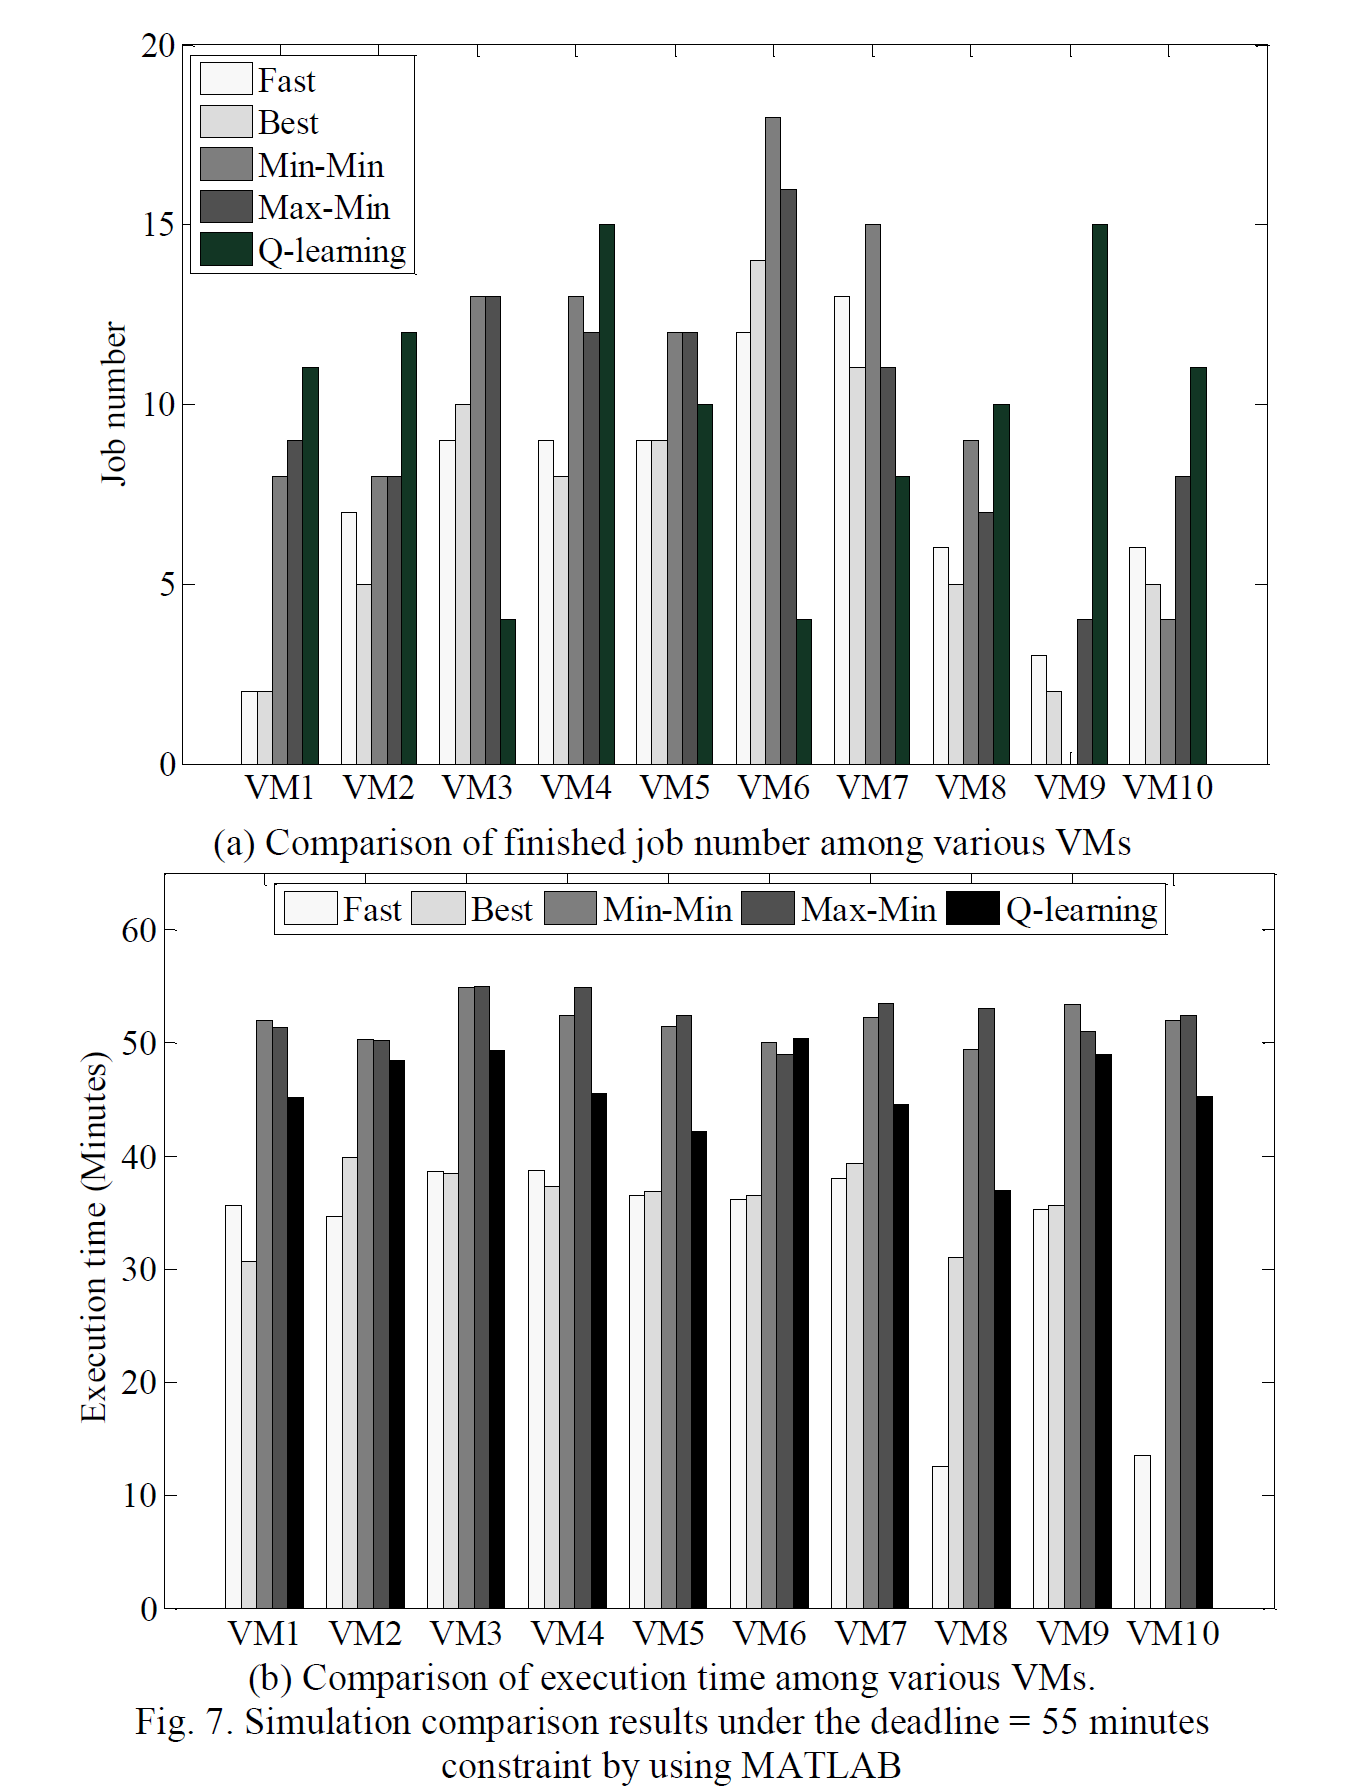 20
15
10
5
0
Job number
Fast
Best
Min-Min
Max-Min
Q-learning
VM1 VM2 VM3 VM4 VM5 VM6 VM7 VM8 VM9 VM10
(a) Comparison of finished job number among various VMs
60
50
40
30
20
10
0
Execution time (Minutes)
Fast Best Min-Min Max-Min Q-learning
VM1 VM2 VM3 VM4 VM5 VM6 VM7 VM8 VM9 VM10
(b) Comparison of execution time among various VMs.
Fig. 7. Simulation comparison results under the deadline = 55 minutes
constraint by using MATLAB